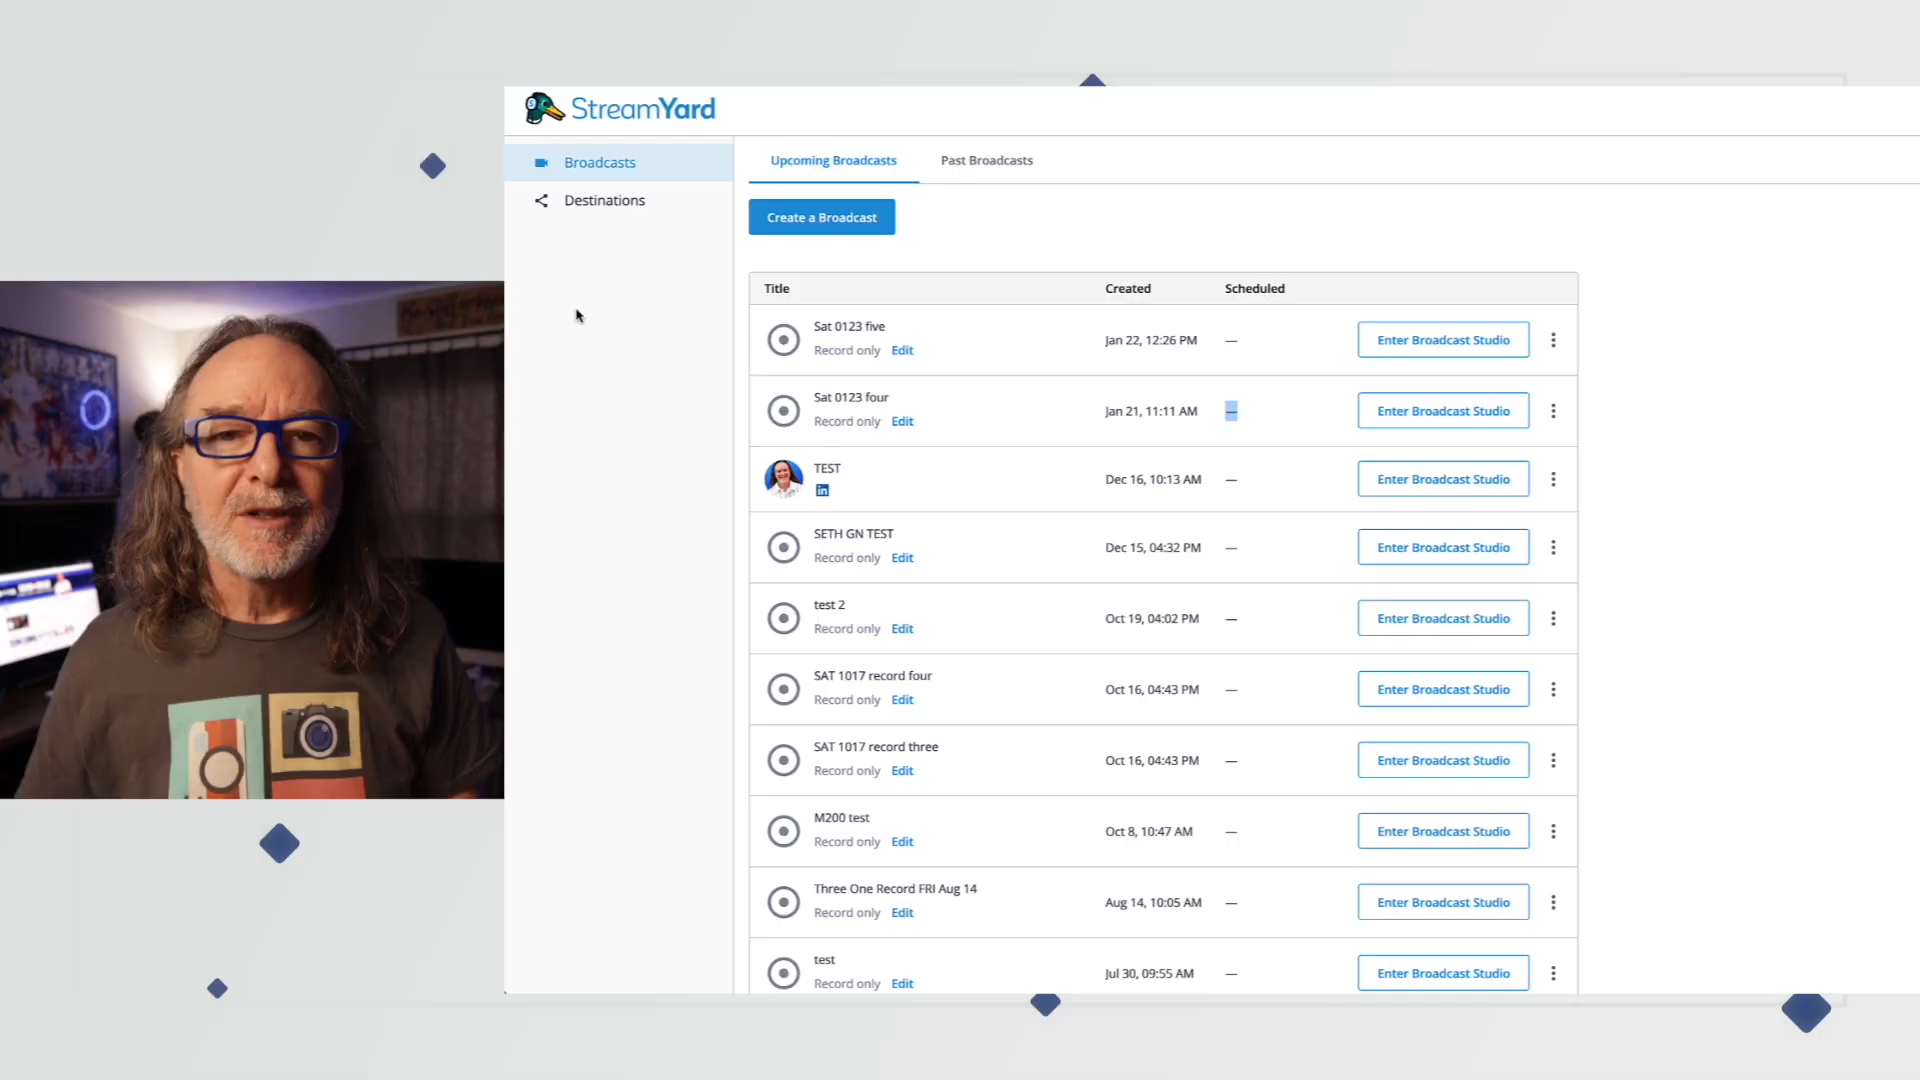 StreamYard
Broadcasts
Destinations
Upcoming Broadcasts
Past Broadcasts
Create a Broadcast
Title
Created
Scheduled
Sat 0123 five
Record only Edit
Jan 22, 12:26 PM
—
Enter Broadcast Studio
Sat 0123 four
Record only Edit
Jan 21, 11:11 AM
—
Enter Broadcast Studio
TEST
in
Dec 16, 10:13 AM
—
Enter Broadcast Studio
SETH GN TEST
Record only Edit
Dec 15, 04:32 PM
—
Enter Broadcast Studio
test 2
Record only Edit
Oct 19, 04:02 PM
—
Enter Broadcast Studio
SAT 1017 record four
Record only Edit
Oct 16, 04:43 PM
—
Enter Broadcast Studio
SAT 1017 record three
Record only Edit
Oct 16, 04:43 PM
—
Enter Broadcast Studio
M200 test
Record only Edit
Oct 8, 10:47 AM
—
Enter Broadcast Studio
Three One Record FRI Aug 14
Record only Edit
Aug 14, 10:05 AM
—
Enter Broadcast Studio
test
Record only Edit
Jul 30, 09:55 AM
—
Enter Broadcast Studio